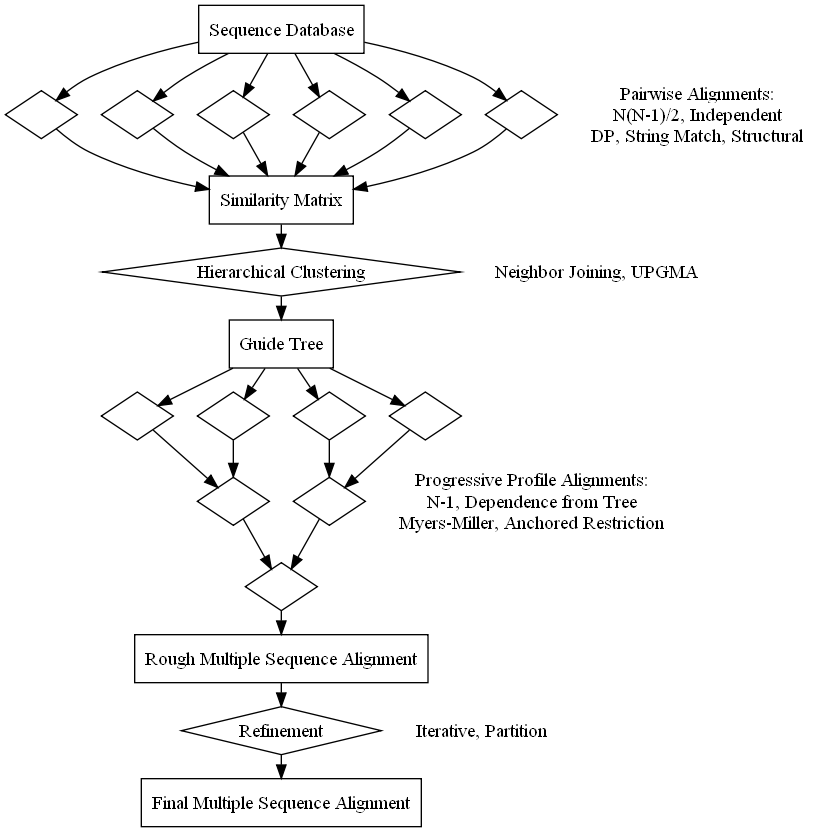 Sequence Database
Pairwise Alignments:
N(N-1)/2, Independent
DP, String Match, Structural
Similarity Matrix
Hierarchical Clustering
Neighbor Joining, UPGMA
Guide Tree
Progressive Profile Alignments:
N-1, Dependence from Tree
Myers-Miller, Anchored Restriction
Rough Multiple Sequence Alignment
Refinement
Iterative, Partition
Final Multiple Sequence Alignment